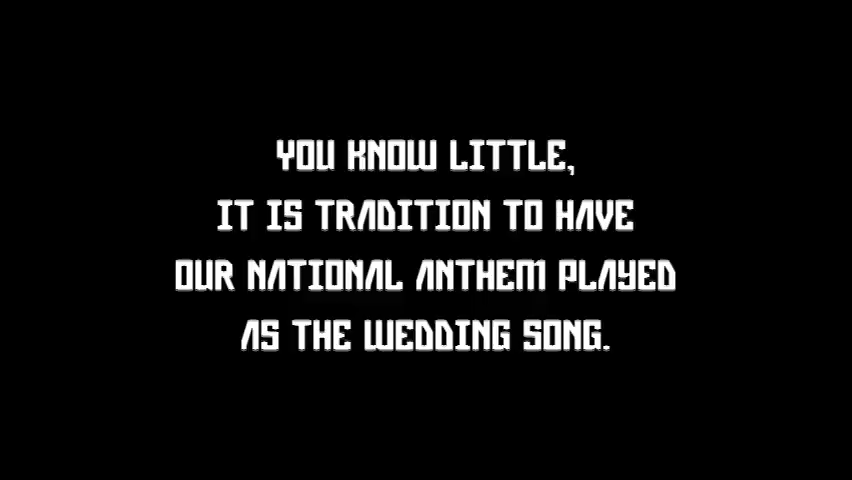 YOU KNOW LITTLE,
IT IS TRADITION TO HAVE
OUR NATIONAL ANTHEM PLAYED
AS THE WEDDING SONG.